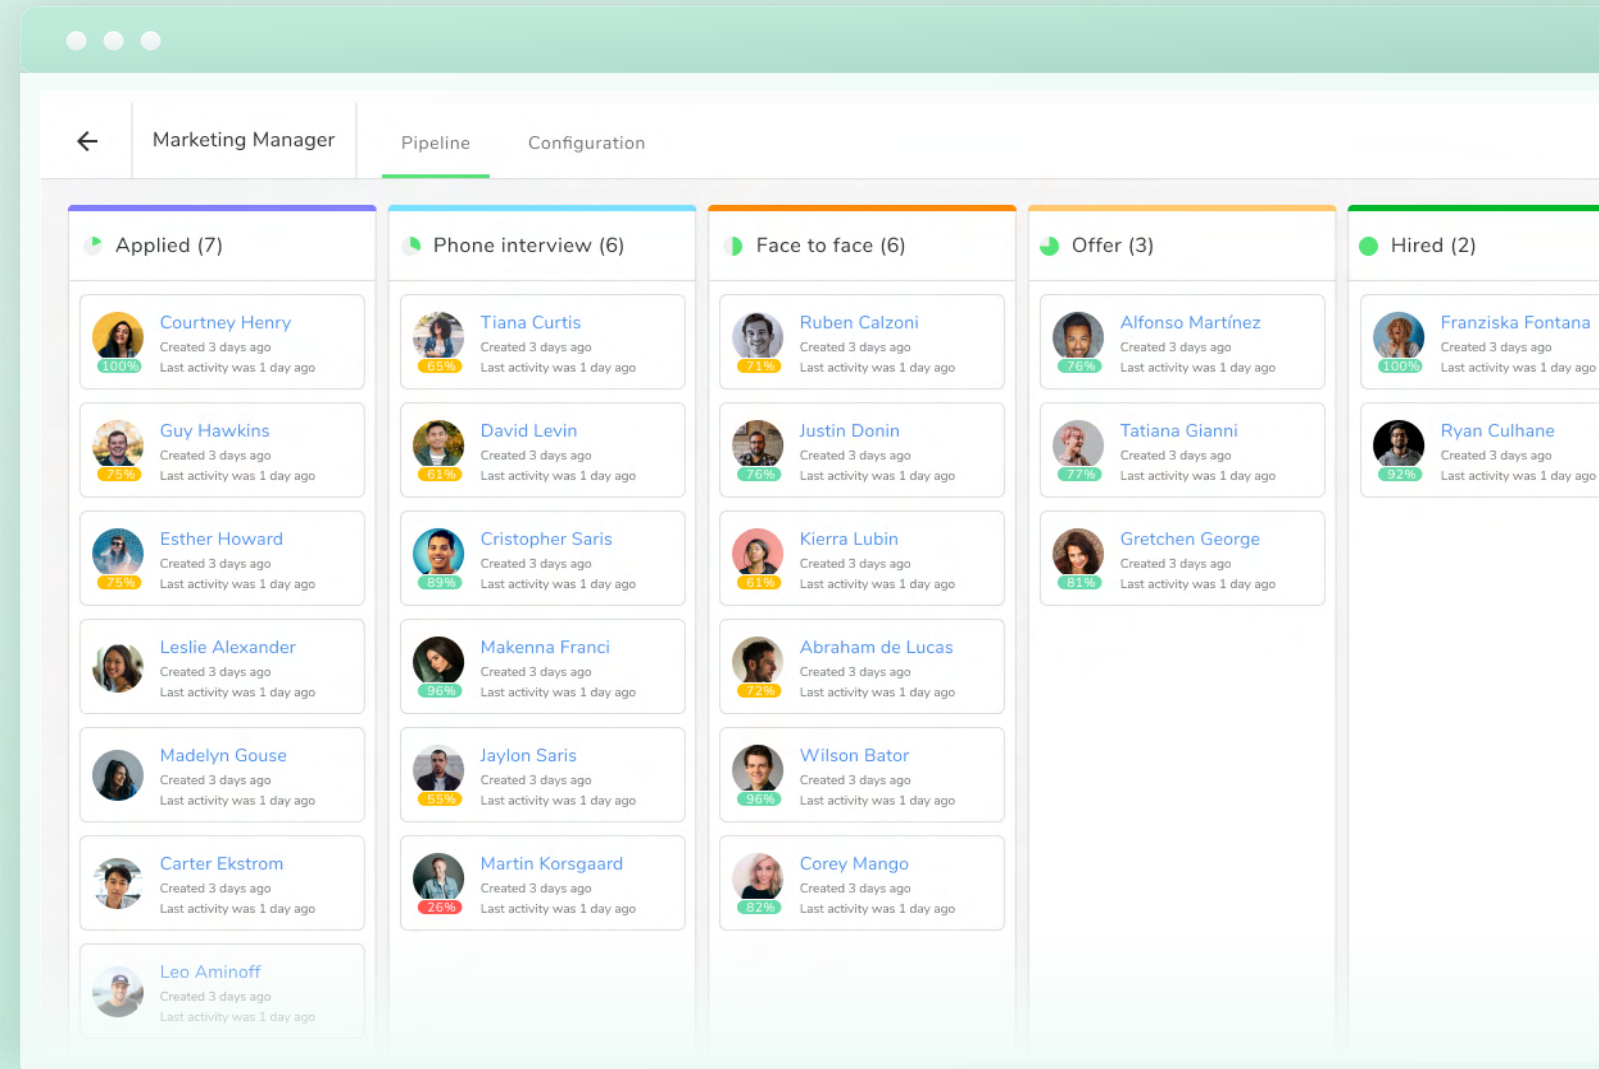 Marketing Manager
Pipeline
Configuration
Applied (7)
Courtney Henry
Created 3 days ago
Last activity was 1 day ago
100%
Guy Hawkins
Created 3 days ago
Last activity was 1 day ago
75%
Esther Howard
Created 3 days ago
Last activity was 1 day ago
75%
Leslie Alexander
Created 3 days ago
Last activity was 1 day ago
Madelyn Gouse
Created 3 days ago
Last activity was 1 day ago
Carter Ekstrom
Created 3 days ago
Last activity was 1 day ago
Leo Aminoff
Created 3 days ago
Last activity was 1 day ago
Phone interview (6)
Tiana Curtis
Created 3 days ago
Last activity was 1 day ago
65%
David Levin
Created 3 days ago
Last activity was 1 day ago
61%
Cristopher Saris
Created 3 days ago
Last activity was 1 day ago
89%
Makenna Franci
Created 3 days ago
Last activity was 1 day ago
96%
Jaylon Saris
Created 3 days ago
Last activity was 1 day ago
55%
Martin Korsgaard
Created 3 days ago
Last activity was 1 day ago
26%
Face to face (6)
Ruben Calzoni
Created 3 days ago
Last activity was 1 day ago
71%
Justin Donin
Created 3 days ago
Last activity was 1 day ago
76%
Kierra Lubin
Created 3 days ago
Last activity was 1 day ago
61%
Abraham de Lucas
Created 3 days ago
Last activity was 1 day ago
72%
Wilson Bator
Created 3 days ago
Last activity was 1 day ago
96%
Corey Mango
Created 3 days ago
Last activity was 1 day ago
82%
Offer (3)
Alfonso Martínez
Created 3 days ago
Last activity was 1 day ago
76%
Tatiana Gianni
Created 3 days ago
Last activity was 1 day ago
77%
Gretchen George
Created 3 days ago
Last activity was 1 day ago
81%
Hired (2)
Franziska Fontana
Created 3 days ago
Last activity was 1 day ago
100%
Ryan Culhane
Created 3 days ago
Last activity was 1 day ago
92%